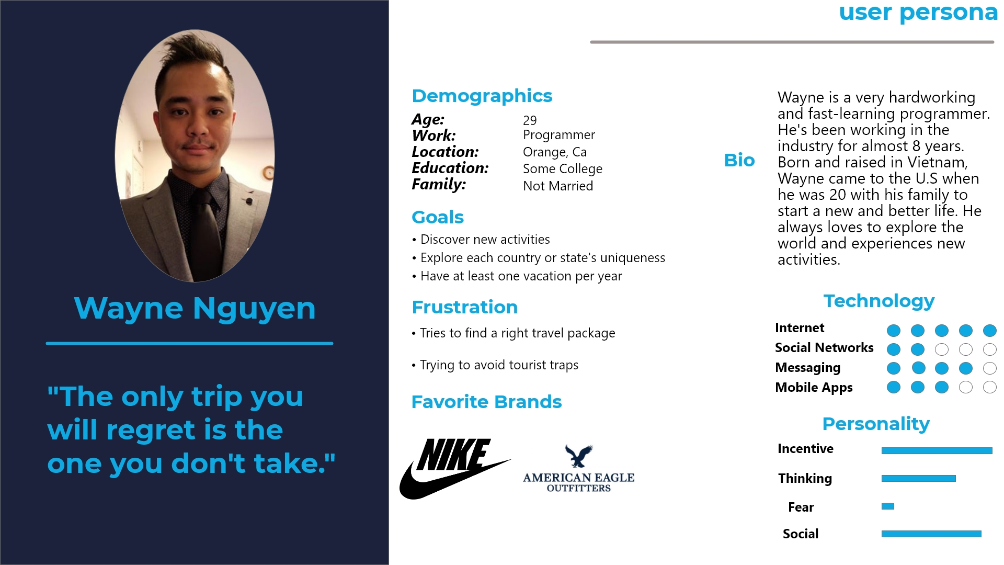 user persona
Wayne Nguyen
"The only trip you
will regret is the
one you don't take."
Demographics
Age: 29
Work: Programmer
Location: Orange, Ca
Education: Some College
Family: Not Married
Goals
• Discover new activities
• Explore each country or state's uniqueness
• Have at least one vacation per year
Frustration
• Tries to find a right travel package
• Trying to avoid tourist traps
Favorite Brands
NIKE
AMERICAN EAGLE
OUTFITTERS
Bio
Wayne is a very hardworking
and fast-learning programmer.
He's been working in the
industry for almost 8 years.
Born and raised in Vietnam,
Wayne came to the U.S when
he was 20 with his family to
start a new and better life. He
always loves to explore the
world and experiences new
activities.
Technology
Internet
Social Networks
Messaging
Mobile Apps
Personality
Incentive
Thinking
Fear
Social